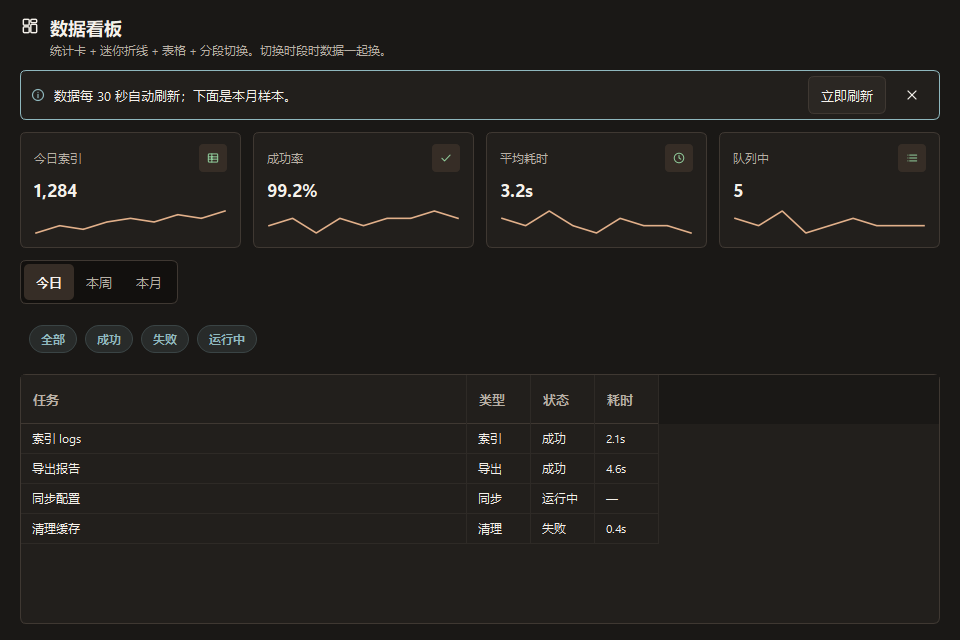 数据看板
统计卡 + 迷你折线 + 表格 + 分段切换。切换时段时数据一起换。
数据每 30 秒自动刷新；下面是本月样本。 立即刷新
今日索引 成功率 平均耗时 队列中
1,284 99.2% 3.2s 5
今日 本周 本月
全部 成功 失败 运行中
任务 类型 状态 耗时
索引 logs 索引 成功 2.1s
导出报告 导出 成功 4.6s
同步配置 同步 运行中 —
清理缓存 清理 失败 0.4s